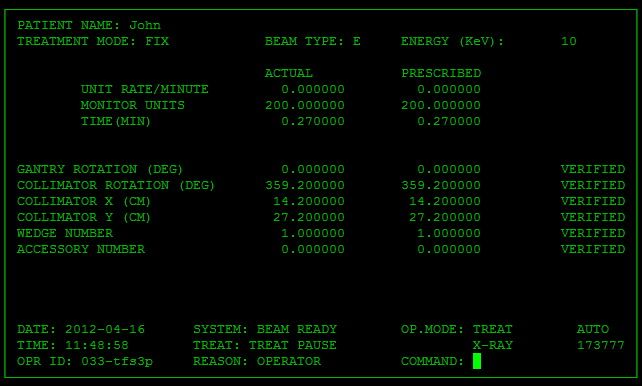 PATIENT NAME: John
TREATMENT MODE: FIX BEAM TYPE: E ENERGY (KeV): 10
ACTUAL PRESCRIBED
UNIT RATE/MINUTE 0.000000 0.000000
MONITOR UNITS 200.000000 200.000000
TIME(MIN) 0.270000 0.270000
GANTRY ROTATION (DEG) 0.000000 0.000000 VERIFIED
COLLIMATOR ROTATION (DEG) 359.200000 359.200000 VERIFIED
COLLIMATOR X (CM) 14.200000 14.200000 VERIFIED
COLLIMATOR Y (CM) 27.200000 27.200000 VERIFIED
WEDGE NUMBER 1.000000 1.000000 VERIFIED
ACCESSORY NUMBER 0.000000 0.000000 VERIFIED
DATE: 2012-04-16 SYSTEM: BEAM READY OP.MODE: TREAT AUTO
TIME: 11:48:58 TREAT: TREAT PAUSE X-RAY 173777
OPR ID: 033-tfs3p REASON: OPERATOR COMMAND: